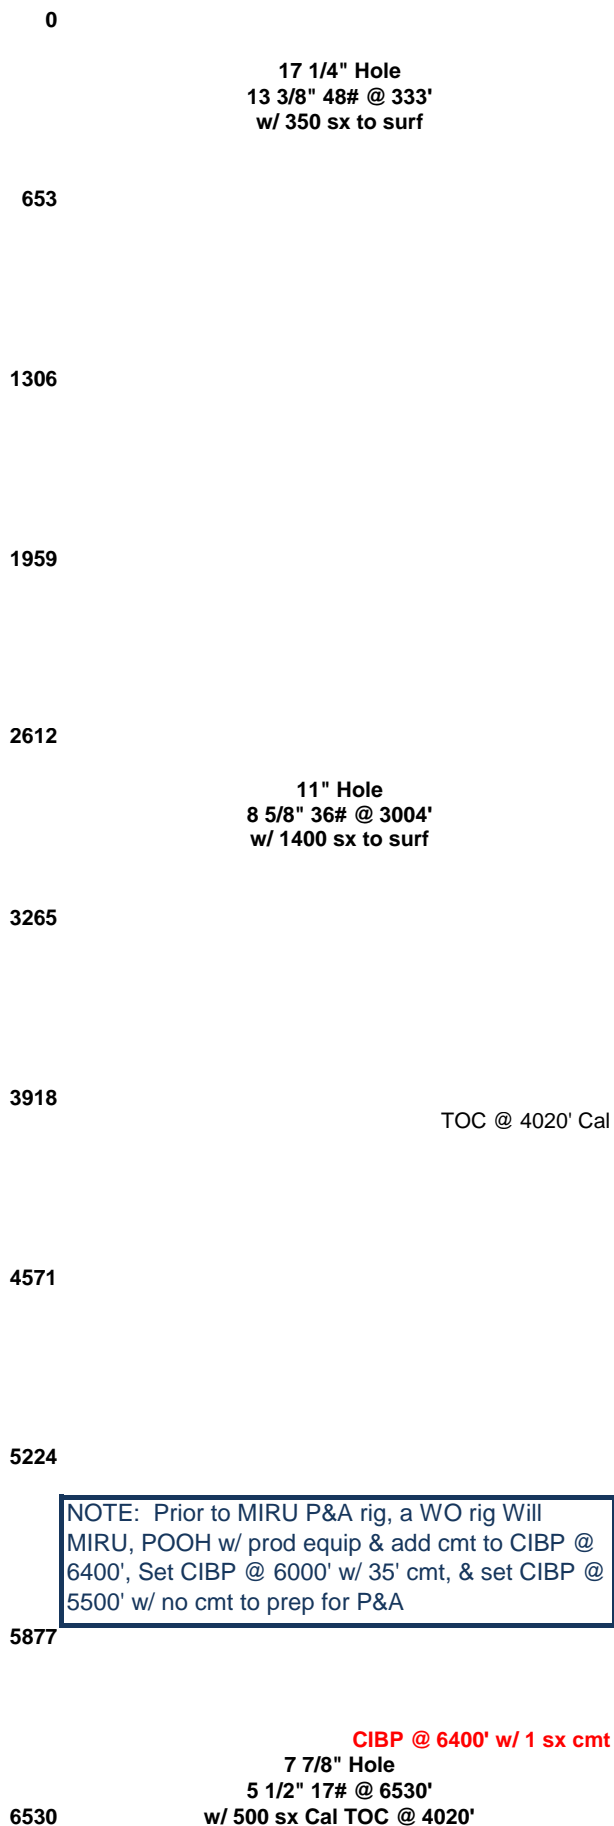 0
17 1/4" Hole
13 3/8" 48# @ 333'
w/ 350 sx to surf
653
1306
1959
2612
11" Hole
8 5/8" 36# @ 3004'
w/ 1400 sx to surf
3265
3918
TOC @ 4020' Cal
4571
5224
NOTE:  Prior to MIRU P&A rig, a WO rig Will
MIRU, POOH w/ prod equip & add cmt to CIBP @
6400', Set CIBP @ 6000' w/ 35' cmt, & set CIBP @
5500' w/ no cmt to prep for P&A
5877
CIBP @ 6400' w/ 1 sx cmt
7 7/8" Hole
5 1/2" 17# @ 6530'
6530 w/ 500 sx Cal TOC @ 4020'